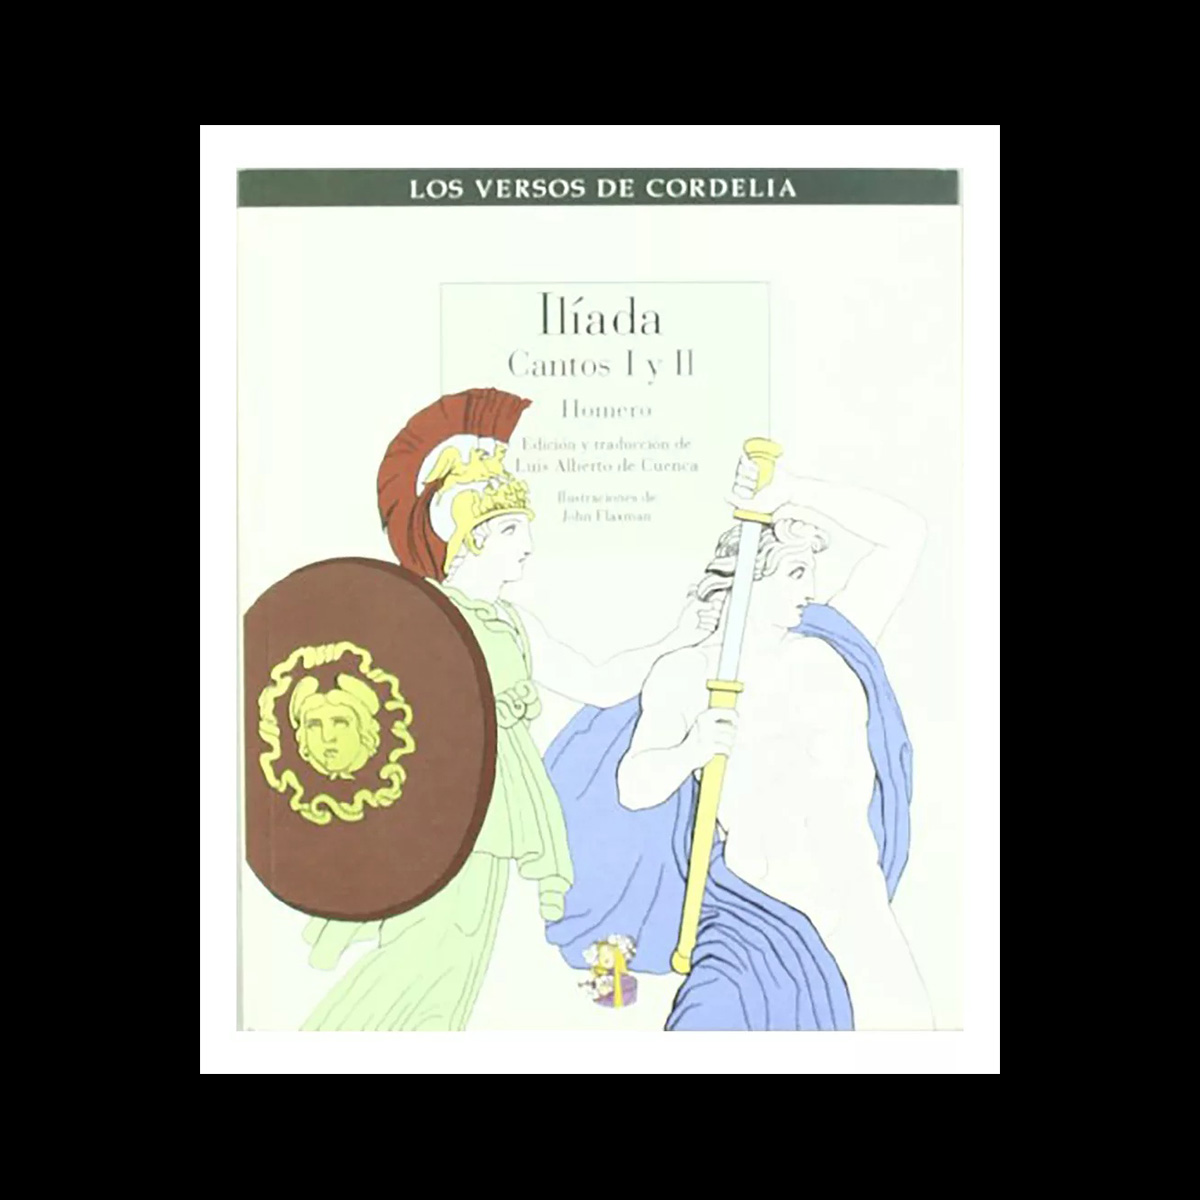 LOS VERSOS DE CORDELIA
Ilíada
Cantos I y II
Homero
Edición y traducción de
Luis Alberto de Cuenca
Ilustraciones de
John Flaxman